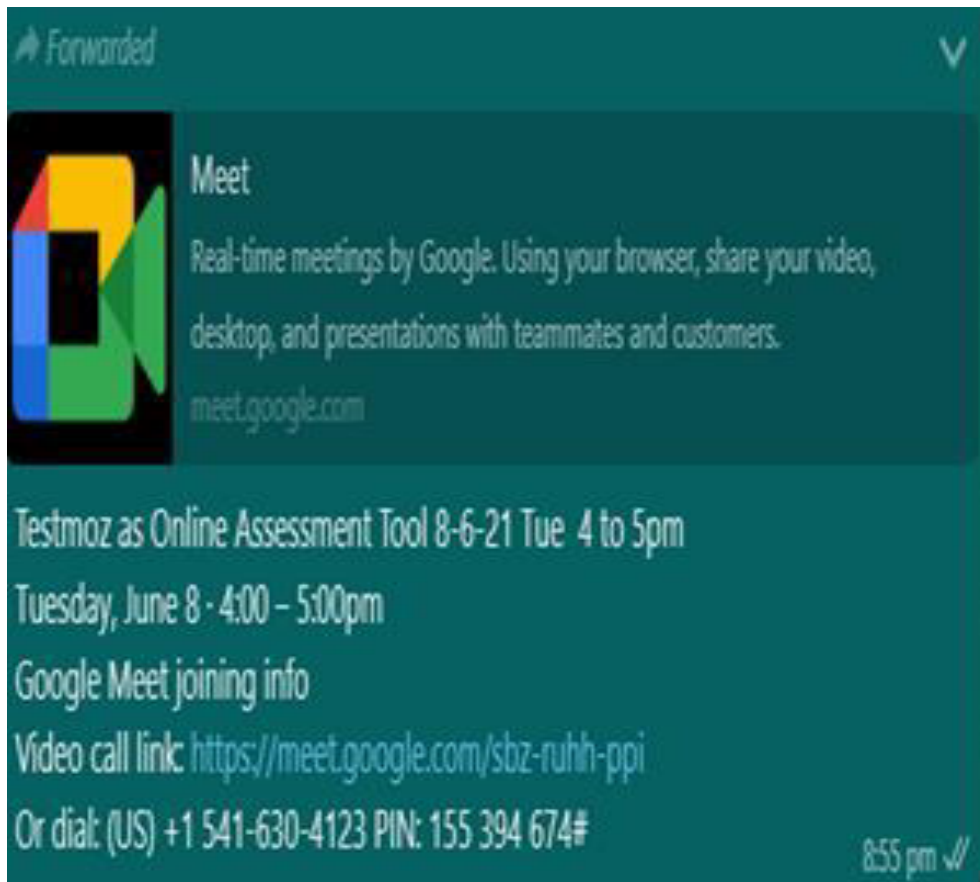 Forwarded
Meet
Real-time meetings by Google. Using your browser, share your video,
desktop, and presentations with teammates and customers.
meet.google.com
Testmoz as Online Assessment Tool 8-6-21 Tue 4 to 5pm
Tuesday, June 8 · 4:00 – 5:00pm
Google Meet joining info
Video call link: https://meet.google.com/sbz-ruhh-ppi
Or dial: (US) +1 541-630-4123 PIN: 155 394 674#
8:55 pm